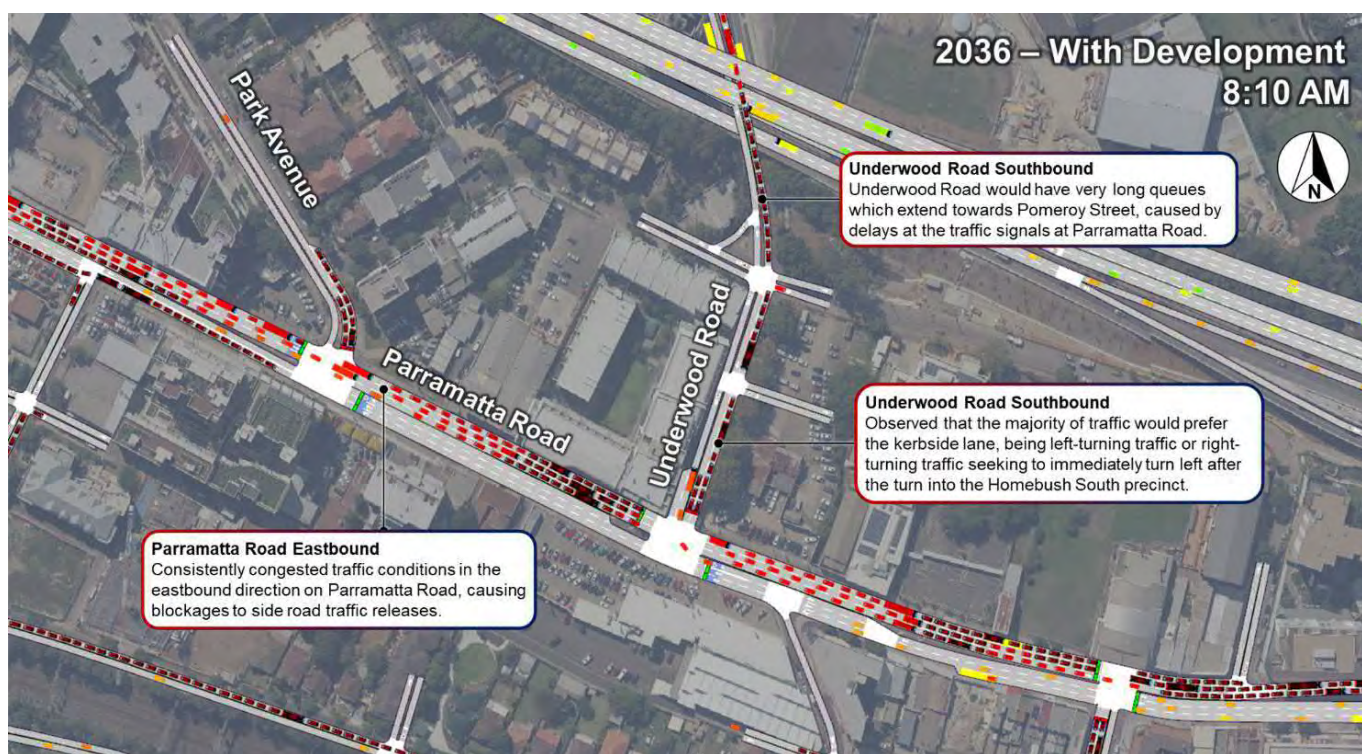 2036 – With Development
8:10 AM
N
Park Avenue
Underwood Road Southbound
Underwood Road would have very long queues
which extend towards Pomeroy Street, caused by
delays at the traffic signals at Parramatta Road.
Parramatta Road
Underwood Road
Underwood Road Southbound
Observed that the majority of traffic would prefer
the kerbside lane, being left-turning traffic or right-
turning traffic seeking to immediately turn left after
the turn into the Homebush South precinct.
Parramatta Road Eastbound
Consistently congested traffic conditions in the
eastbound direction on Parramatta Road, causing
blockages to side road traffic releases.